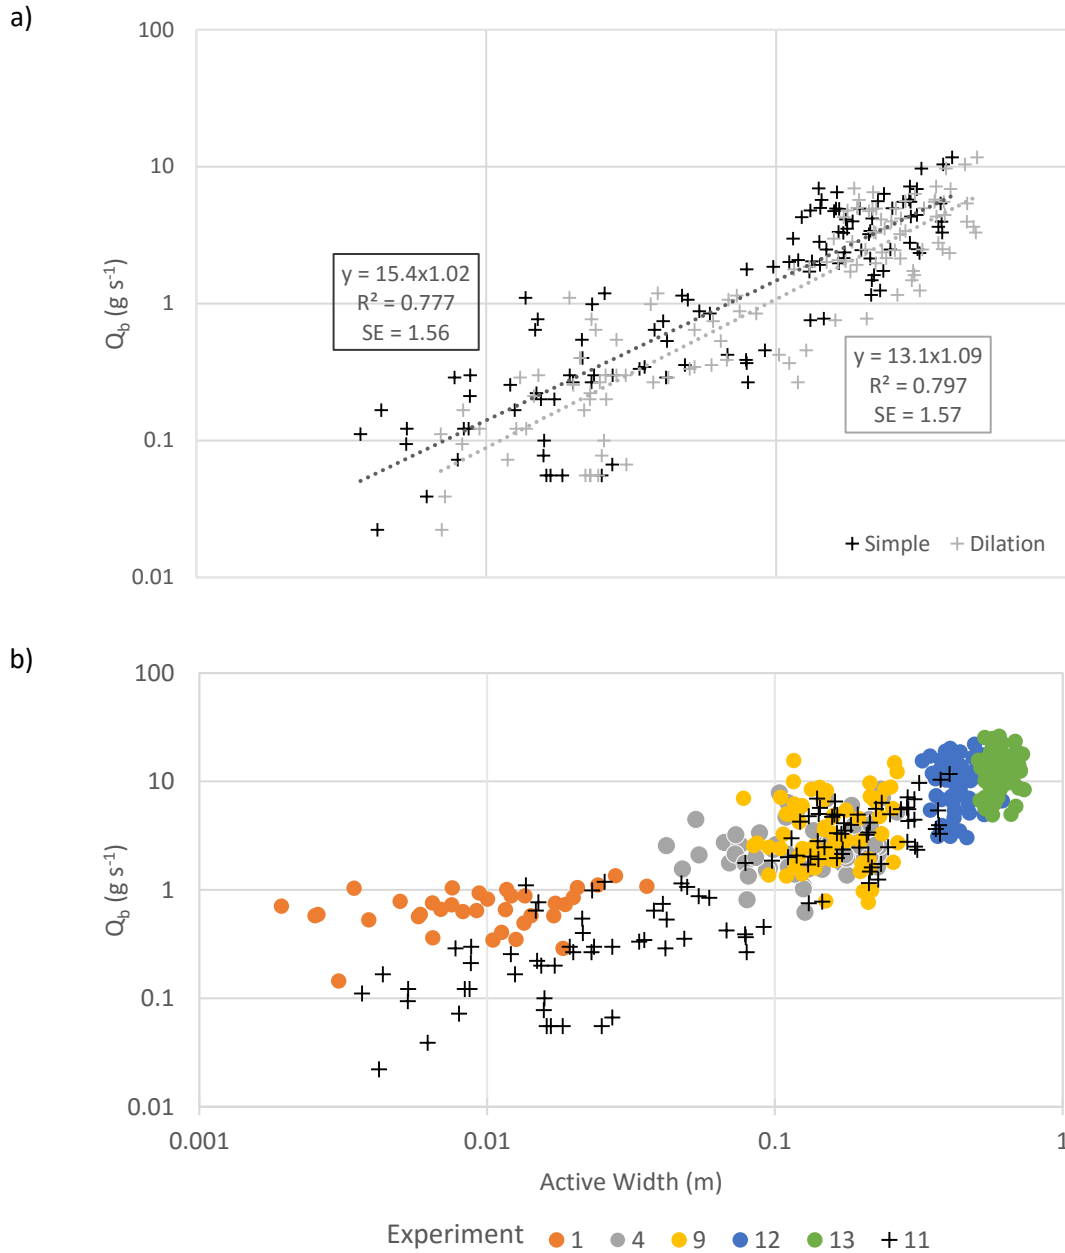 a)
100
10
1
0.1
0.01
Qb (g s-1)
y = 15.4x1.02
R² = 0.777
SE = 1.56
y = 13.1x1.09
R² = 0.797
SE = 1.57
Simple Dilation
b)
100
10
1
0.1
0.01
Qb (g s-1)
0.001 0.01 0.1 1
Active Width (m)
Experiment 1 4 9 12 13 11